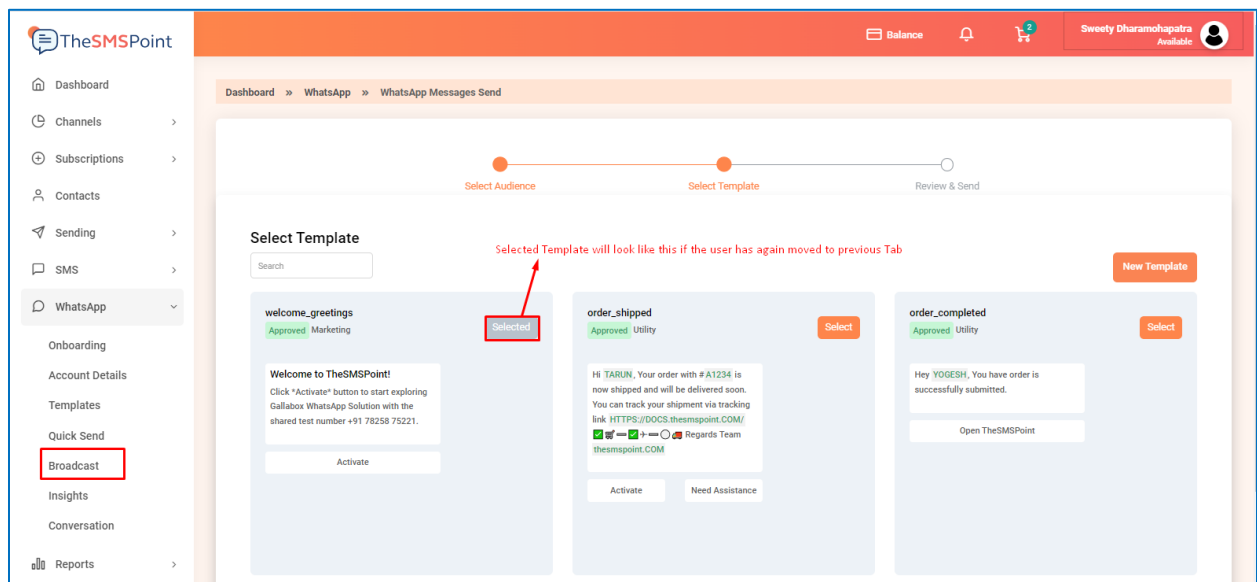 TheSMSPoint
Balance
2
Sweety Dharamohapatra
Available
Dashboard
Channels
Subscriptions
Contacts
Sending
SMS
WhatsApp
Onboarding
Account Details
Templates
Quick Send
Broadcast
Insights
Conversation
Reports
Dashboard » WhatsApp » WhatsApp Messages Send
Select Audience
Select Template
Review & Send
Select Template
Selected Template will look like this if the user has again moved to previous Tab
Search
New Template
welcome_greetings
Approved Marketing
Selected
Welcome to TheSMSPoint!
Click *Activate* button to start exploring
Gallabox WhatsApp Solution with the
shared test number +91 78258 75221.
Activate
order_shipped
Approved Utility
Select
Hi TARUN, Your order with # A1234 is
now shipped and will be delivered soon.
You can track your shipment via tracking
link HTTPS://DOCS.thesmspoint.COM/
✅🛒➖✅✈➖◯🚚 Regards Team
thesmspoint.COM
Activate
Need Assistance
order_completed
Approved Utility
Select
Hey YOGESH, You have order is
successfully submitted.
Open TheSMSPoint